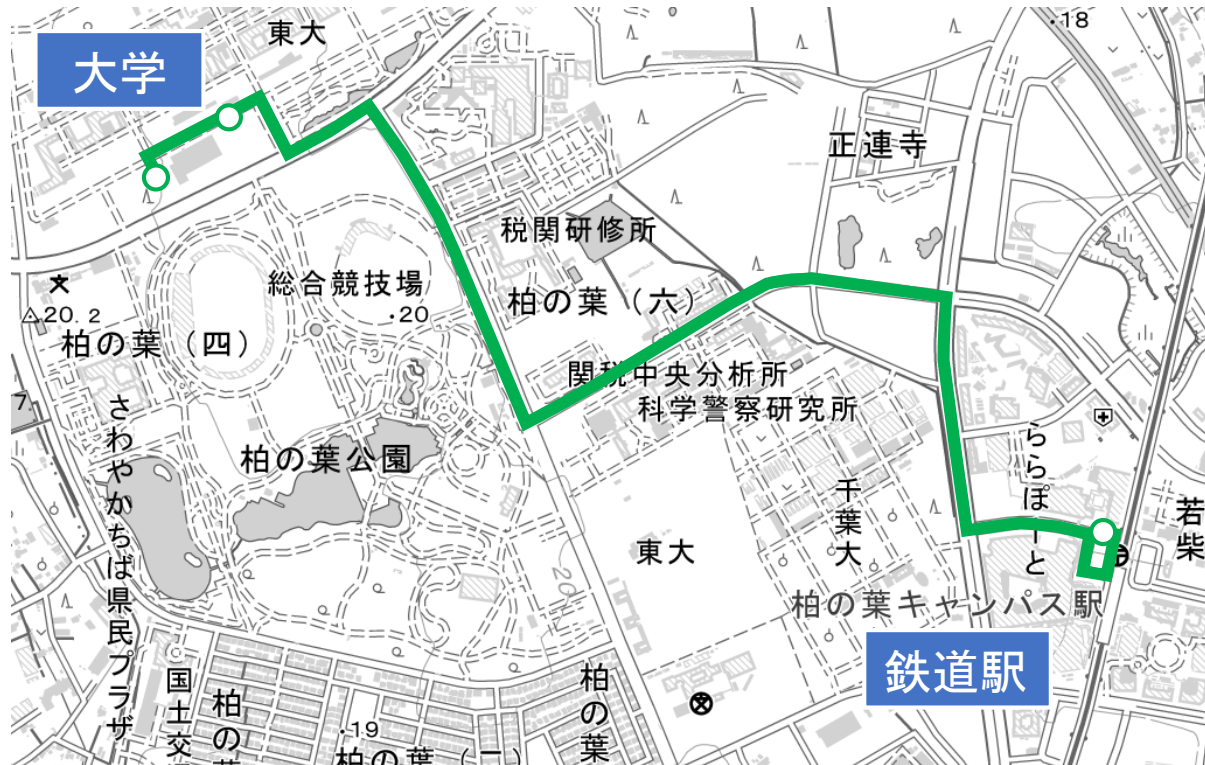 東大
・18
大学
正連寺
税関研修所
総合競技場
・20
柏の葉（六）
△20.2
柏の葉（四）
関税中央分析所
科学警察研究所
7.
さわやかちば県民プラザ
柏の葉公園
ららぽーと
千葉大
若柴
東大
20
柏の葉キャンパス駅
鉄道駅
国土交
柏の葉
柏の葉
・19
柏の葉（二）